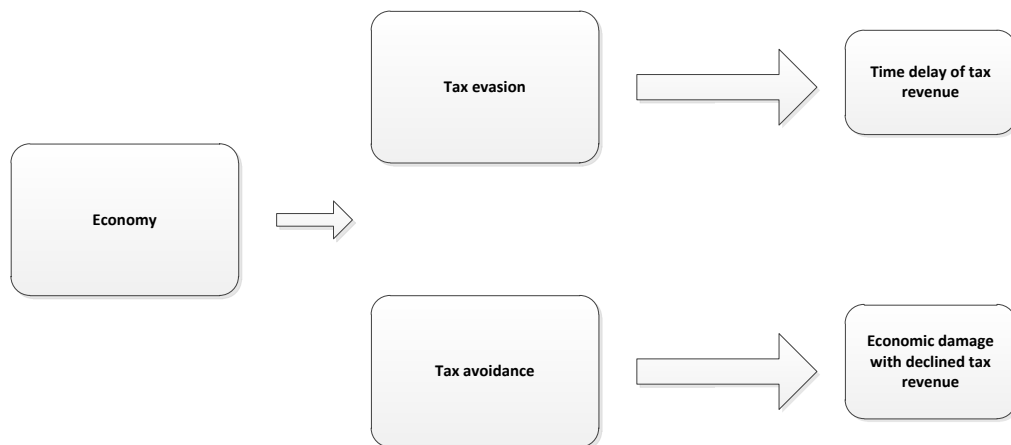 Tax evasion
Time delay of tax
revenue
Economy
Tax avoidance
Economic damage
with declined tax
revenue